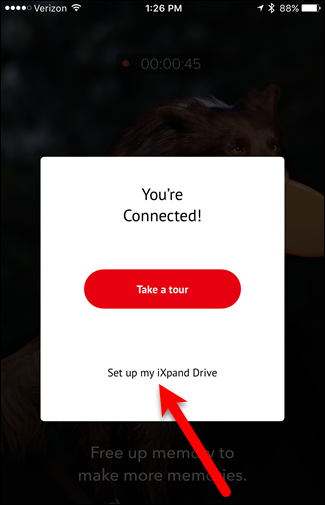 Verizon 1:26 PM 88%
00:00:45
You're
Connected!
Take a tour
Set up my iXpand Drive
Free up memory to
make more memories.